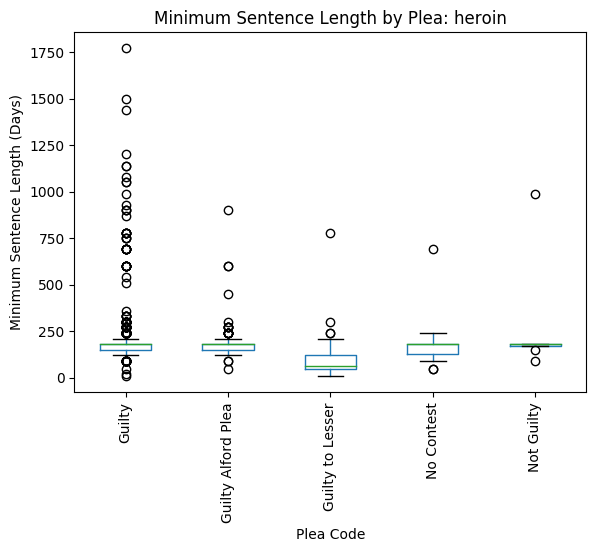 Minimum Sentence Length by Plea: heroin
Minimum Sentence Length (Days)
1750
1500
1250
1000
750
500
250
0
Guilty
Guilty Alford Plea
Guilty to Lesser
No Contest
Not Guilty
Plea Code